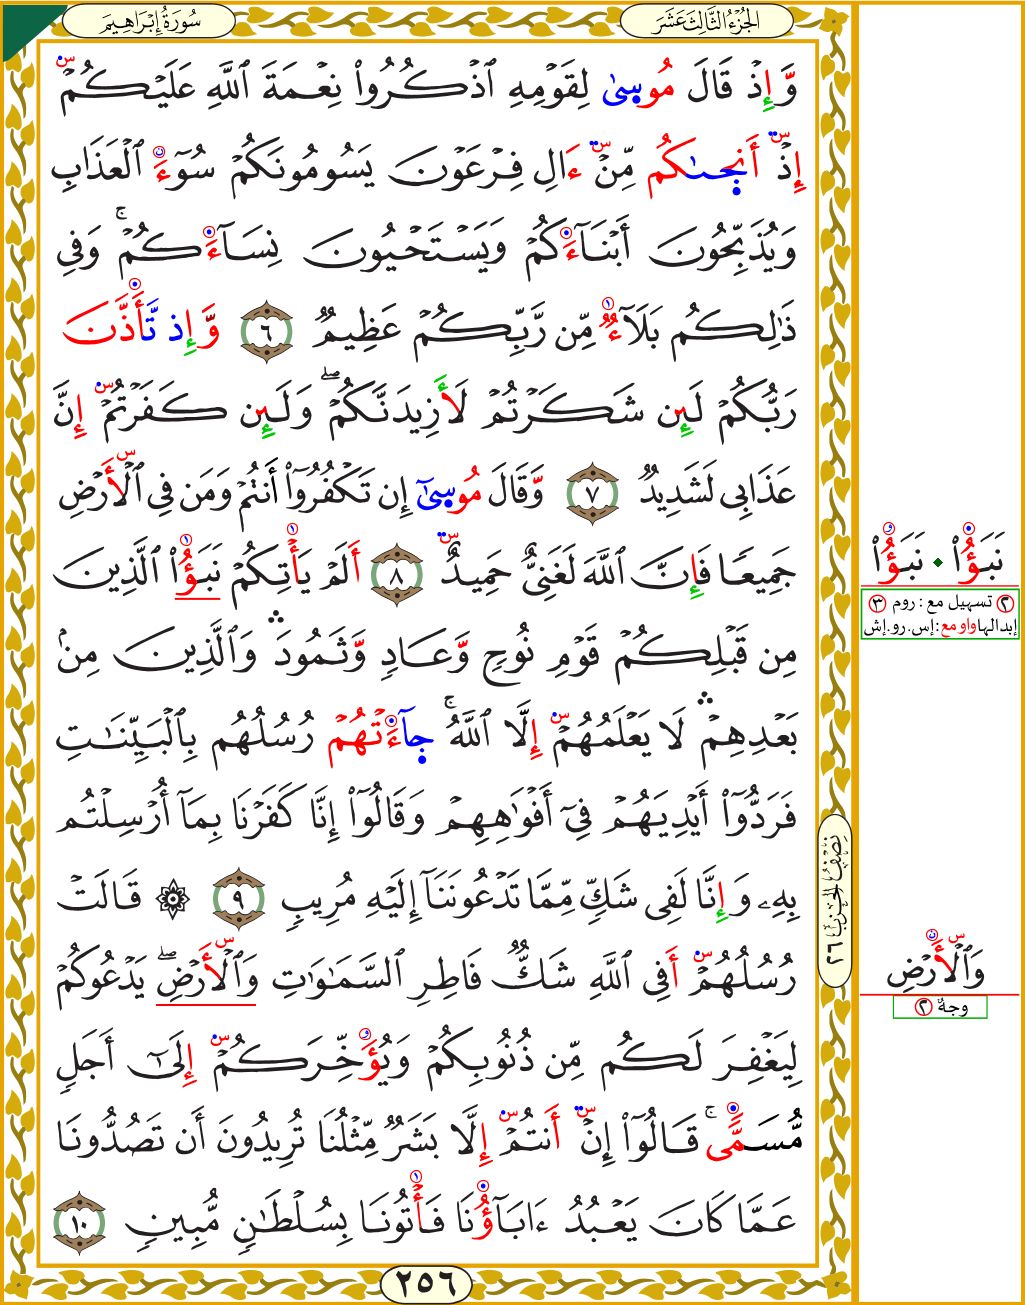 سُورَةُ إِبْرَاهِيمَ
الجُزْءُ الثَّالِثَ عَشَرَ
وَإِذْ قَالَ مُوسَىٰ لِقَوْمِهِ ٱذْكُرُوا۟ نِعْمَةَ ٱللَّهِ عَلَيْكُمْ
إِذْ أَنجَىٰكُم مِّنْ ءَالِ فِرْعَوْنَ يَسُومُونَكُمْ سُوٓءَ ٱلْعَذَابِ
وَيُذَبِّحُونَ أَبْنَآءَكُمْ وَيَسْتَحْيُونَ نِسَآءَكُمْ ۚ وَفِى
ذَٰلِكُم بَلَآءٌ مِّن رَّبِّكُمْ عَظِيمٌ ٦ وَإِذ تَّأَذَّنَ
رَبُّكُمْ لَئِن شَكَرْتُمْ لَأَزِيدَنَّكُمْ ۖ وَلَئِن كَفَرْتُمْ إِنَّ
عَذَابِى لَشَدِيدٌ ٧ وَقَالَ مُوسَىٰٓ إِن تَكْفُرُوٓا۟ أَنتُمْ وَمَن فِى ٱلْأَرْضِ
جَمِيعًا فَإِنَّ ٱللَّهَ لَغَنِىٌّ حَمِيدٌ ٨ أَلَمْ يَأْتِكُمْ نَبَؤُا۟ ٱلَّذِينَ
مِن قَبْلِكُمْ قَوْمِ نُوحٍ وَعَادٍ وَثَمُودَ ۛ وَٱلَّذِينَ مِنۢ
بَعْدِهِمْ ۛ لَا يَعْلَمُهُمْ إِلَّا ٱللَّهُ ۚ جَآءَتْهُمْ رُسُلُهُم بِٱلْبَيِّنَٰتِ
فَرَدُّوٓا۟ أَيْدِيَهُمْ فِىٓ أَفْوَٰهِهِمْ وَقَالُوٓا۟ إِنَّا كَفَرْنَا بِمَآ أُرْسِلْتُم
بِهِۦ وَإِنَّا لَفِى شَكٍّ مِّمَّا تَدْعُونَنَآ إِلَيْهِ مُرِيبٍ ٩ ۞ قَالَتْ
رُسُلُهُمْ أَفِى ٱللَّهِ شَكٌّ فَاطِرِ ٱلسَّمَٰوَٰتِ وَٱلْأَرْضِ ۖ يَدْعُوكُمْ
لِيَغْفِرَ لَكُم مِّن ذُنُوبِكُمْ وَيُؤَخِّرَكُمْ إِلَىٰٓ أَجَلٍ
مُّسَمًّى ۚ قَالُوٓا۟ إِنْ أَنتُمْ إِلَّا بَشَرٌ مِّثْلُنَا تُرِيدُونَ أَن تَصُدُّونَا
عَمَّا كَانَ يَعْبُدُ ءَابَآؤُنَا فَأْتُونَا بِسُلْطَٰنٍ مُّبِينٍ ١٠
٢٥٦
نَبَؤُا۟ • نَبَؤُا۟
٢ تسهيل مع : روم ٣
إبدالها واو مع : إس . رو . إش
نِصْفُ الحِزْبِ ٢٦
وَٱلْأَرْضِ
وجهٌ ٢